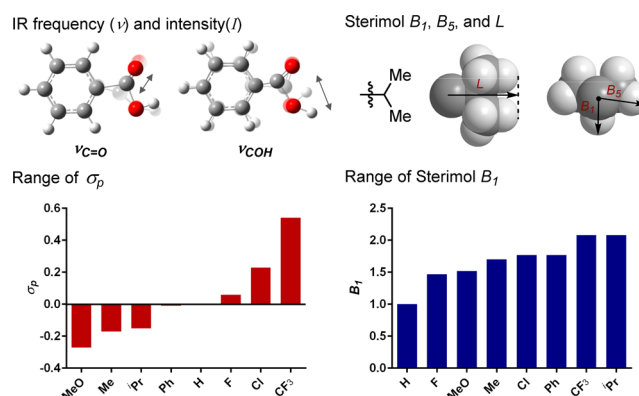 IR frequency (ν) and intensity(I)
Sterimol B₁, B₅, and L
νC=O
νCOH
Me
Me
L
B₅
B₁
Range of σp
Range of Sterimol B₁
σp
0.6
0.4
0.2
0.0
-0.2
-0.4
MeO Me ⁱPr Ph H F Cl CF³
B₁
2.5
2.0
1.5
1.0
0.5
0.0
H F MeO Me Cl Ph CF³ ⁱPr